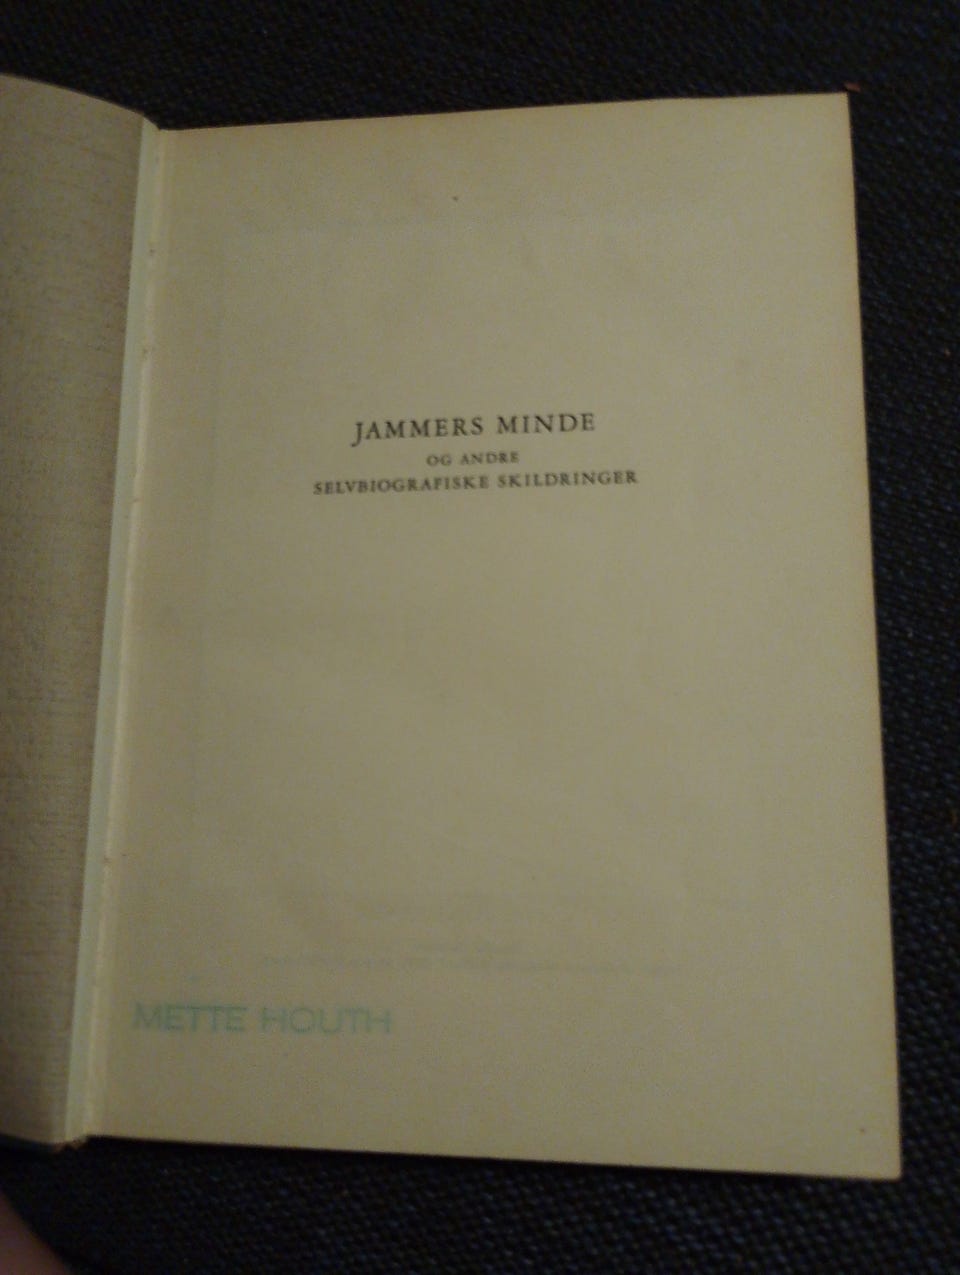 JAMMERS MINDE
OG ANDRE
SELVBIOGRAFISKE SKILDRINGER
METTE HOUTH